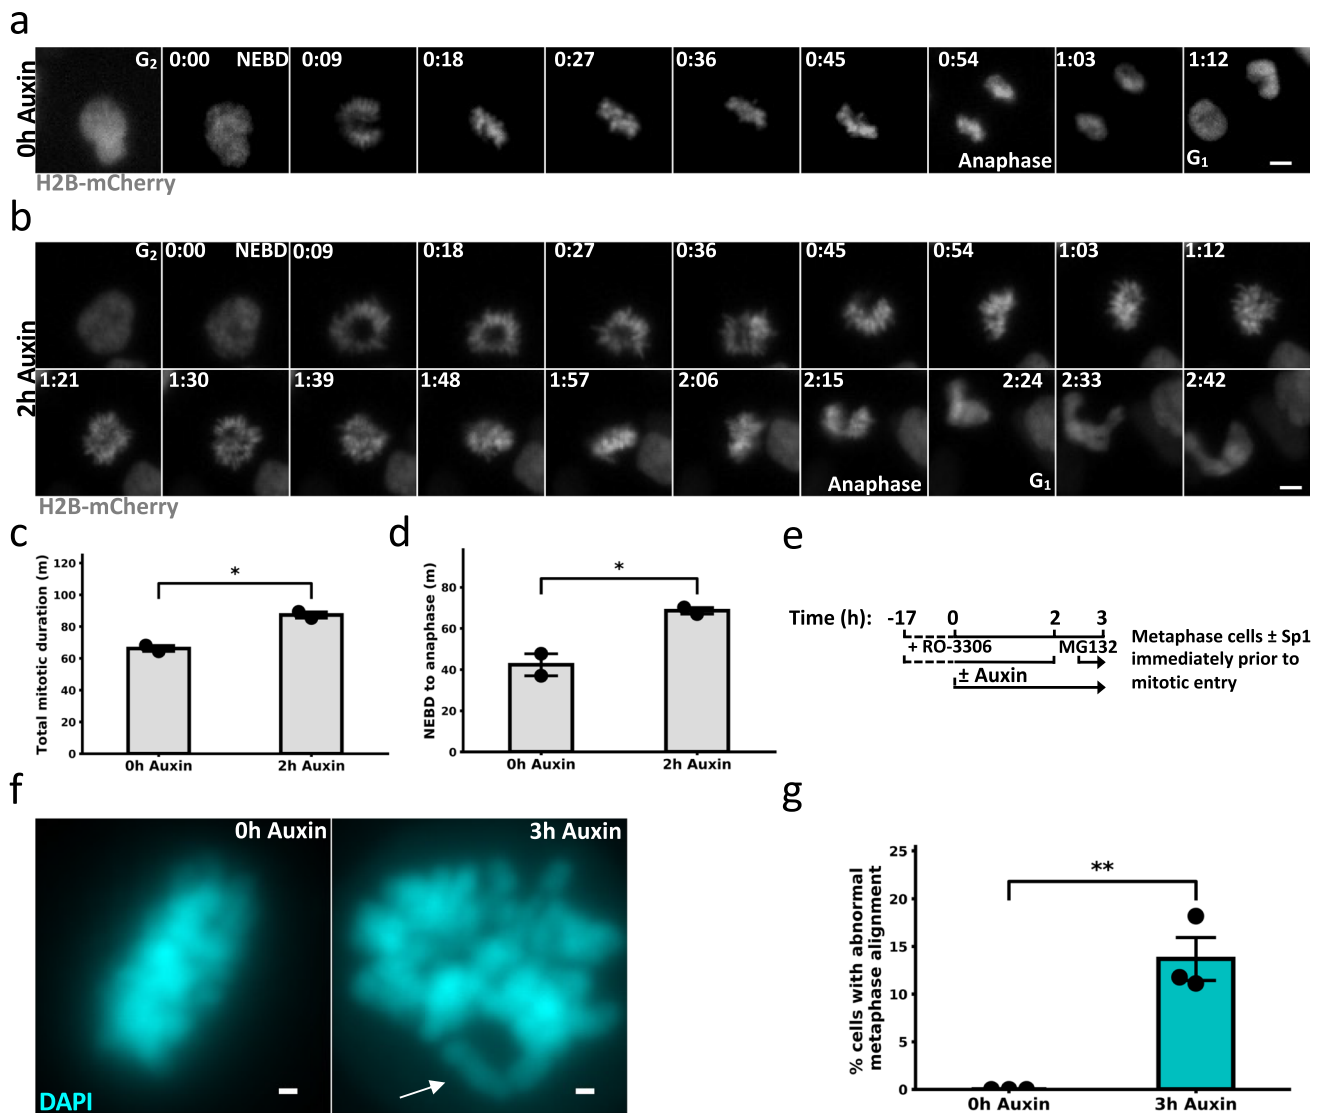 a
0h Auxin
G2 0:00 NEBD 0:09 0:18 0:27 0:36 0:45 0:54 1:03 1:12
Anaphase G1
H2B-mCherry
b
2h Auxin
G2 0:00 NEBD 0:09 0:18 0:27 0:36 0:45 0:54 1:03 1:12
1:21 1:30 1:39 1:48 1:57 2:06 2:15 2:24 2:33 2:42
Anaphase G1
H2B-mCherry
c
Total mitotic duration (m)
120
100
80
60
40
20
0
*
0h Auxin 2h Auxin
d
NEBD to anaphase (m)
80
60
40
20
0
*
0h Auxin 2h Auxin
e
Time (h): -17 0 2 3
+ RO-3306 MG132
± Auxin
Metaphase cells ± Sp1
immediately prior to
mitotic entry
f
0h Auxin 3h Auxin
DAPI
g
% cells with abnormal
metaphase alignment
25
20
15
10
5
0
**
0h Auxin 3h Auxin